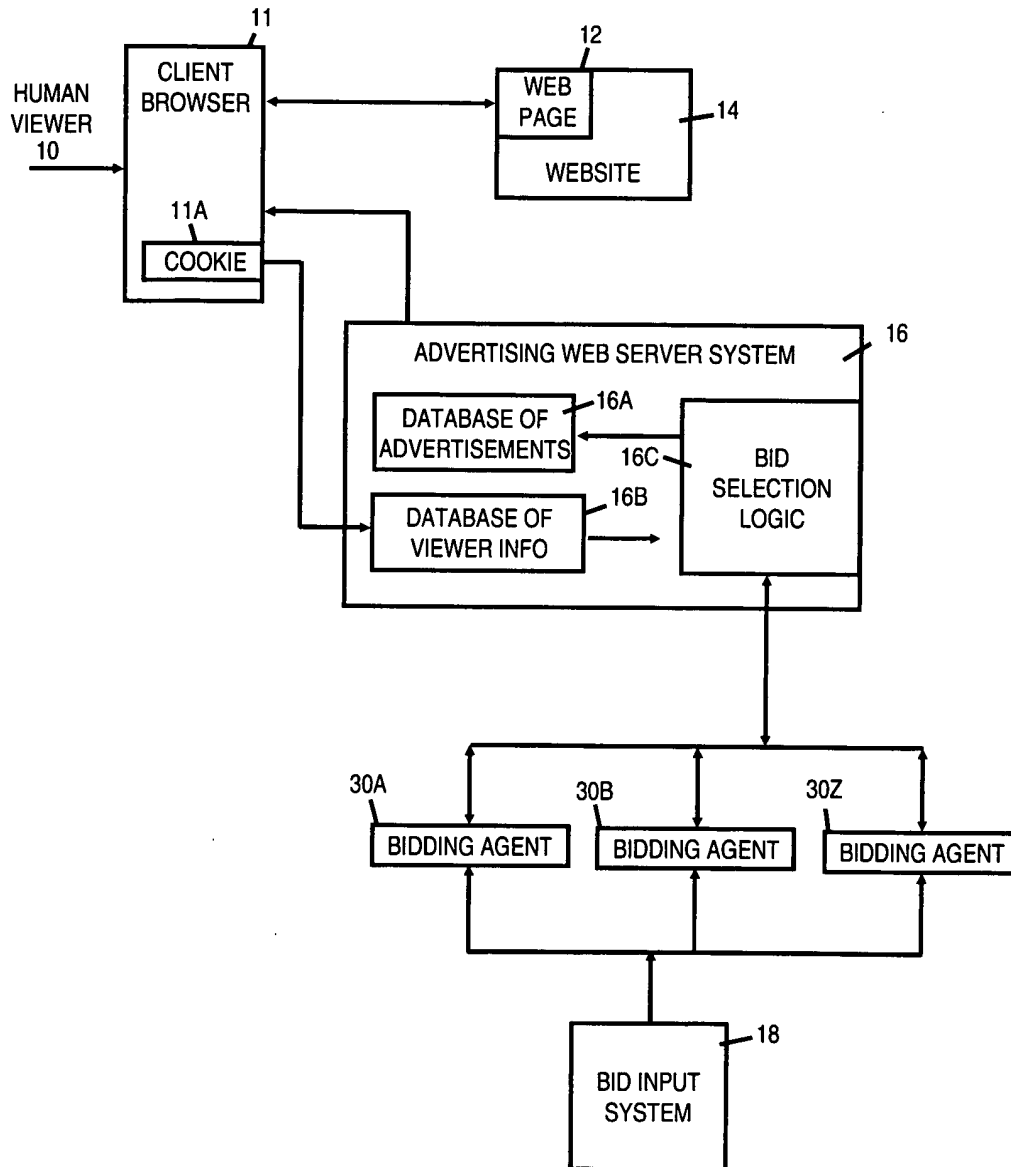 11
CLIENT
BROWSER
HUMAN
VIEWER
10
12
WEB
PAGE
14
WEBSITE
11A
COOKIE
16
ADVERTISING WEB SERVER SYSTEM
16A
DATABASE OF
ADVERTISEMENTS
16C
BID
SELECTION
LOGIC
16B
DATABASE OF
VIEWER INFO
30A
BIDDING AGENT
30B
BIDDING AGENT
30Z
BIDDING AGENT
18
BID INPUT
SYSTEM